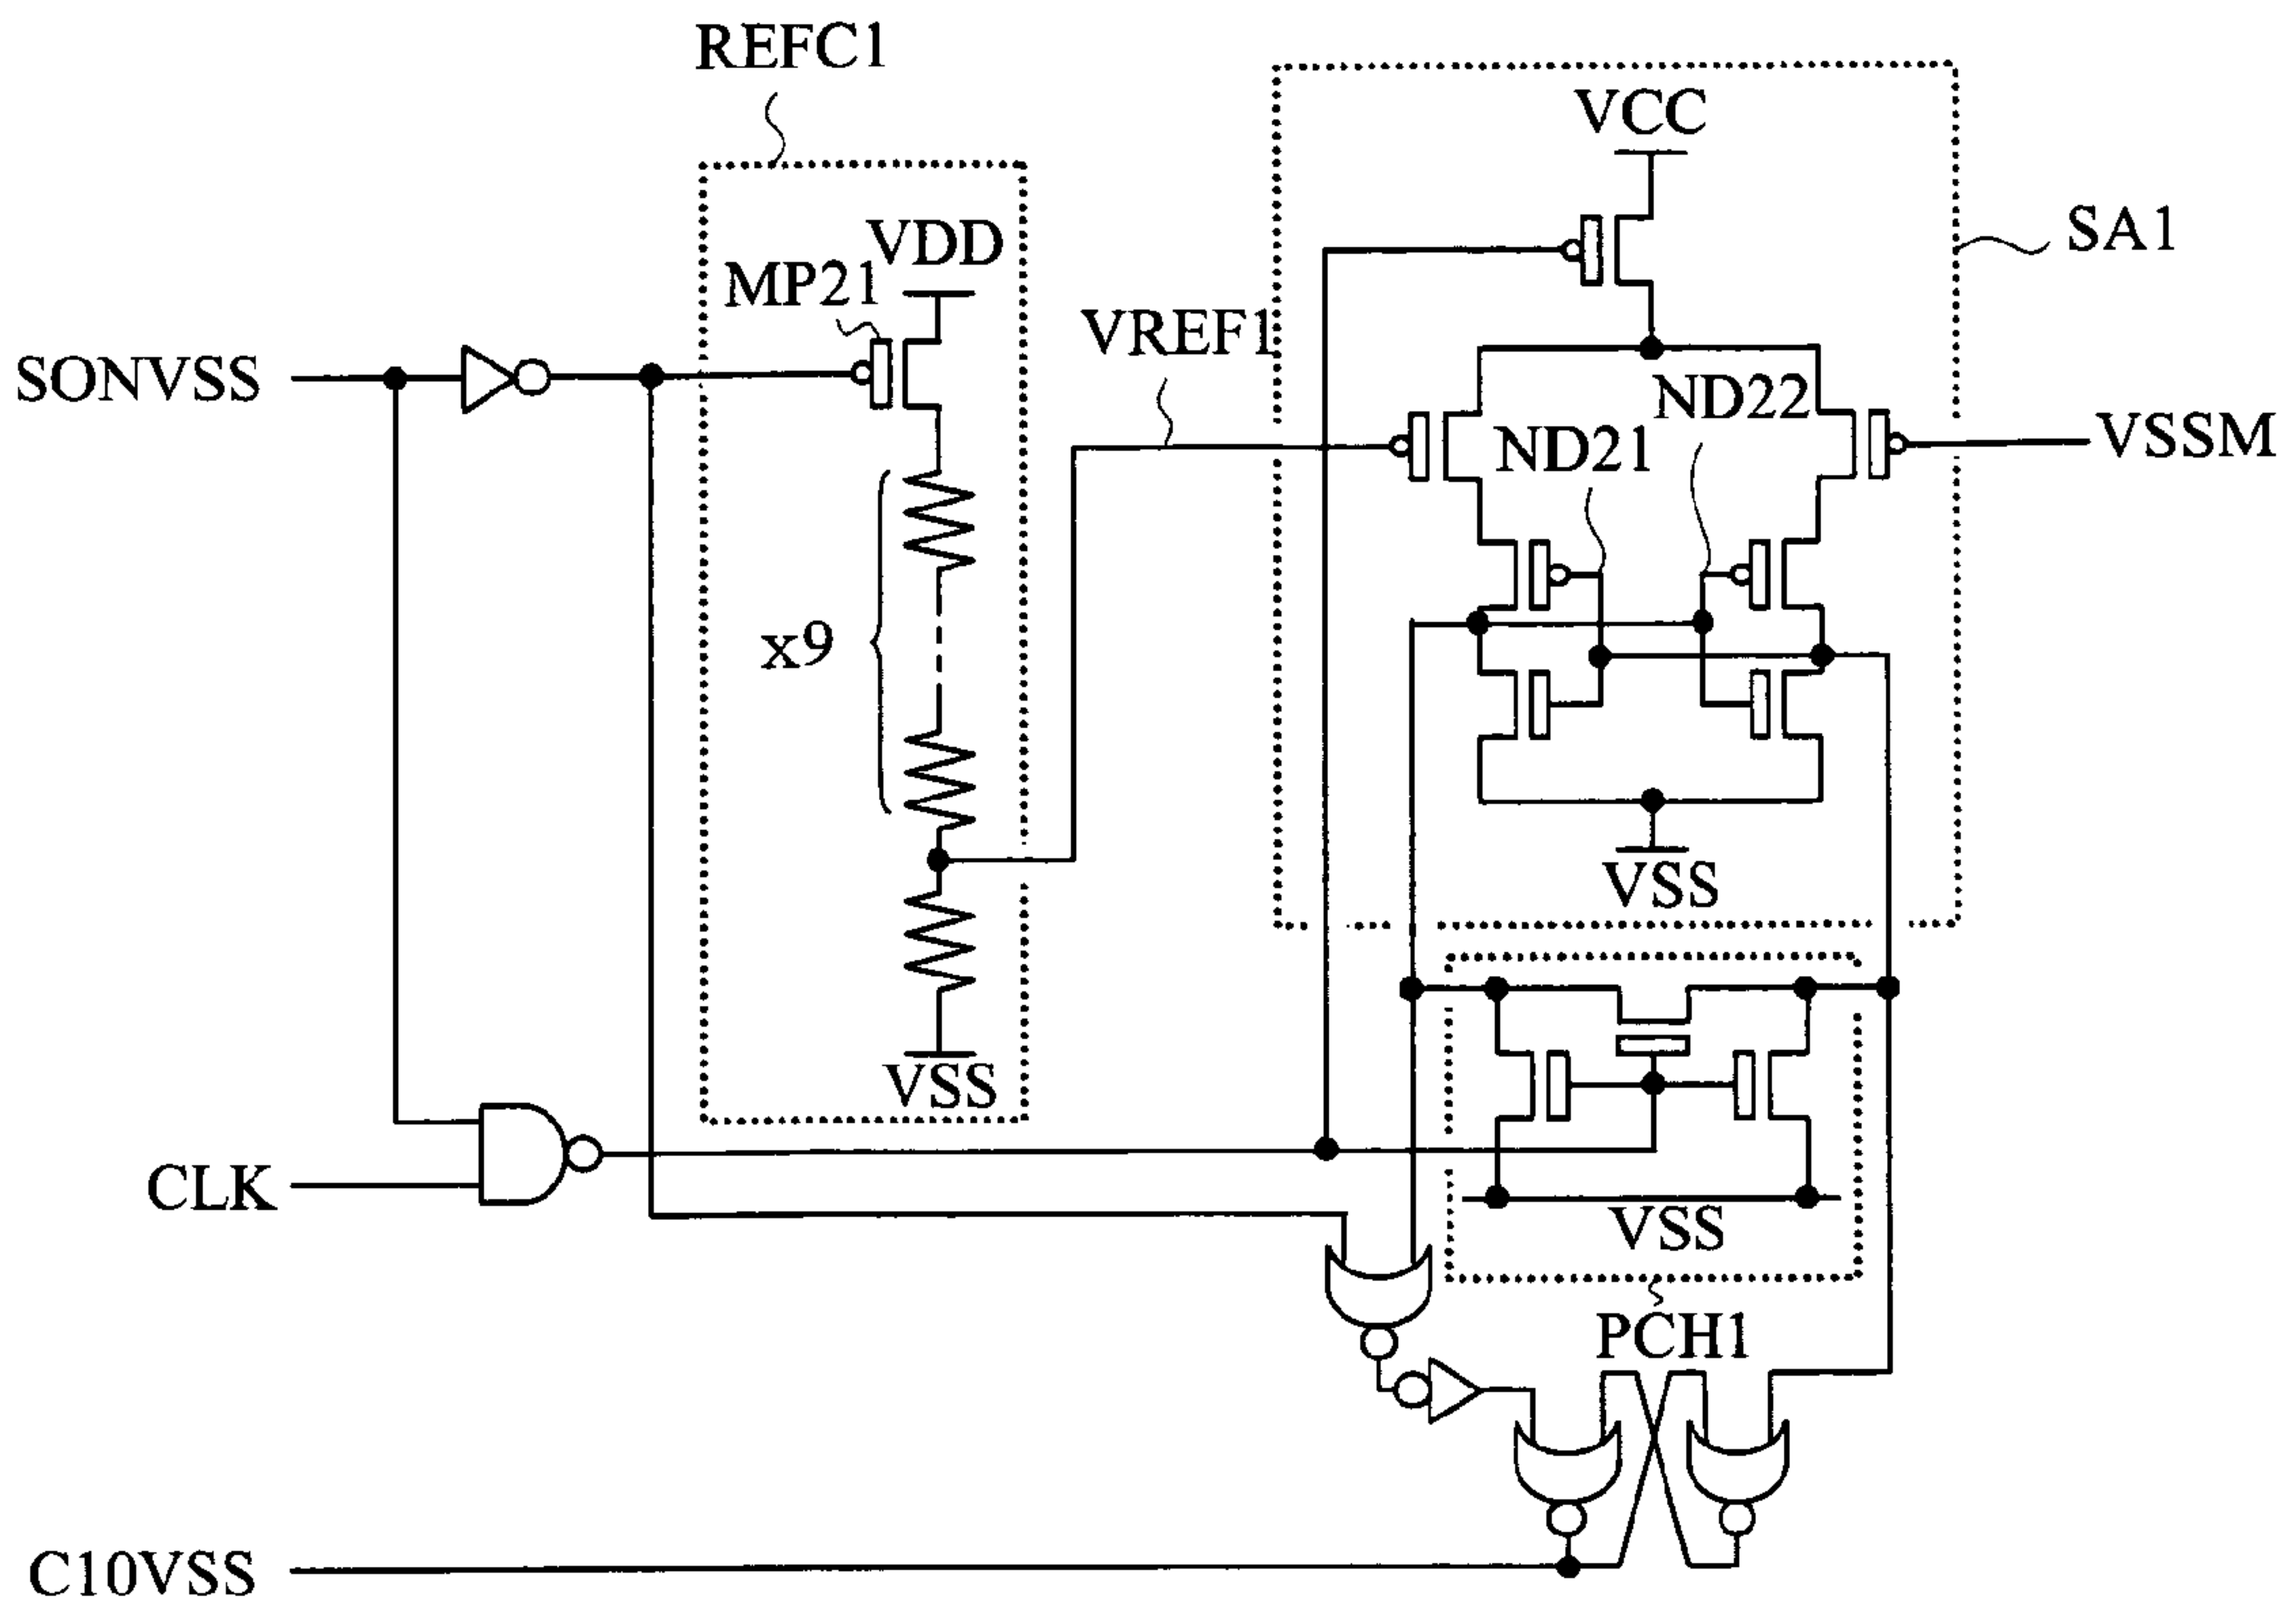 REFC1
VCC
SA1
VDD
MP21
VREF1
SONVSS
ND22
ND21
VSSM
x9
VSS
VSS
CLK
VSS
PCH1
C10VSS